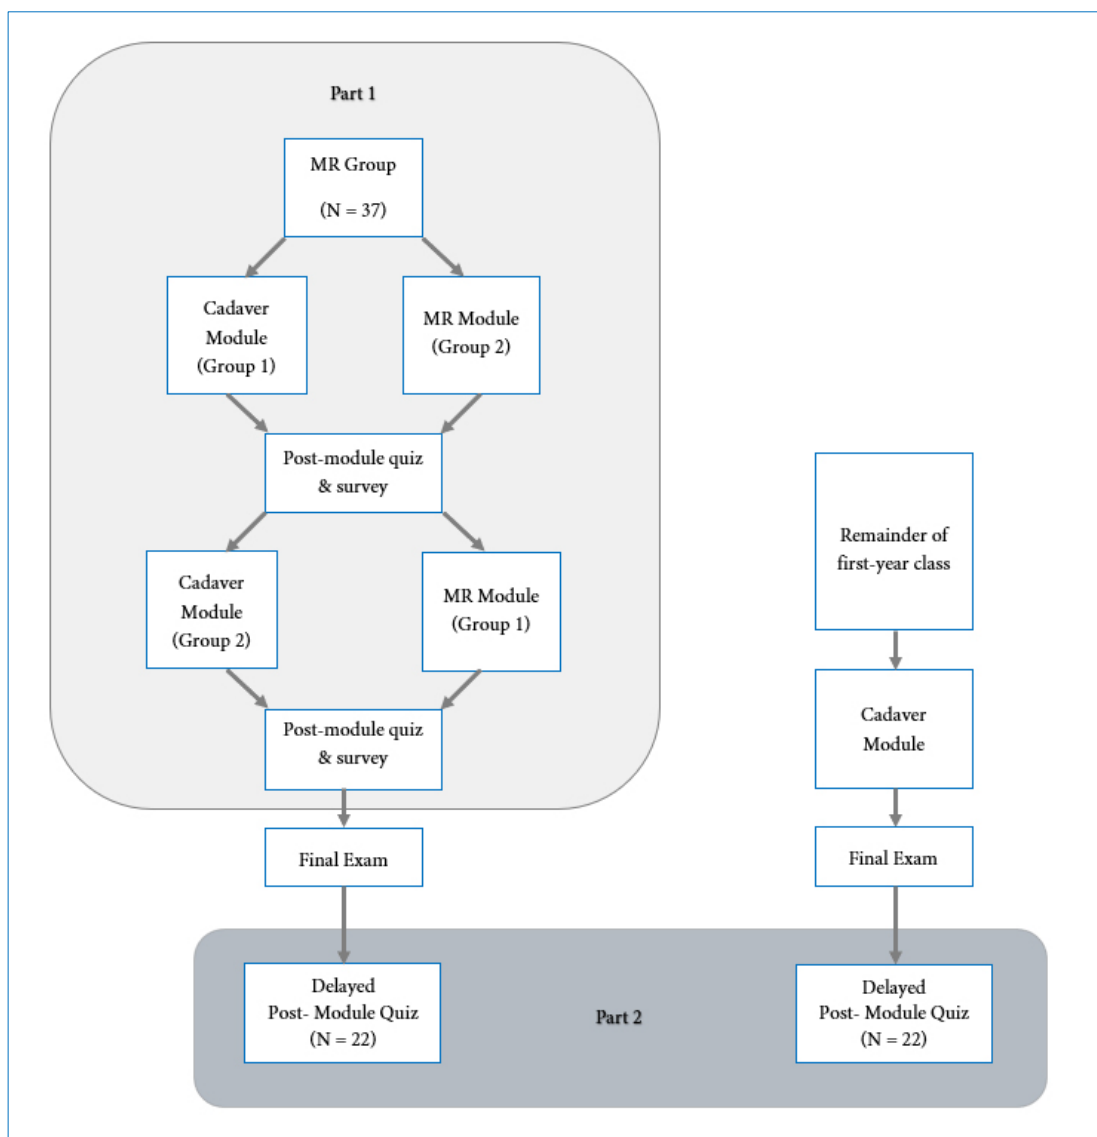 Part 1
MR Group
(N = 37)
Cadaver
Module
(Group 1)
MR Module
(Group 2)
Post-module quiz
& survey
Cadaver
Module
(Group 2)
MR Module
(Group 1)
Post-module quiz
& survey
Final Exam
Remainder of
first-year class
Cadaver
Module
Final Exam
Delayed
Post- Module Quiz
(N = 22)
Part 2
Delayed
Post- Module Quiz
(N = 22)